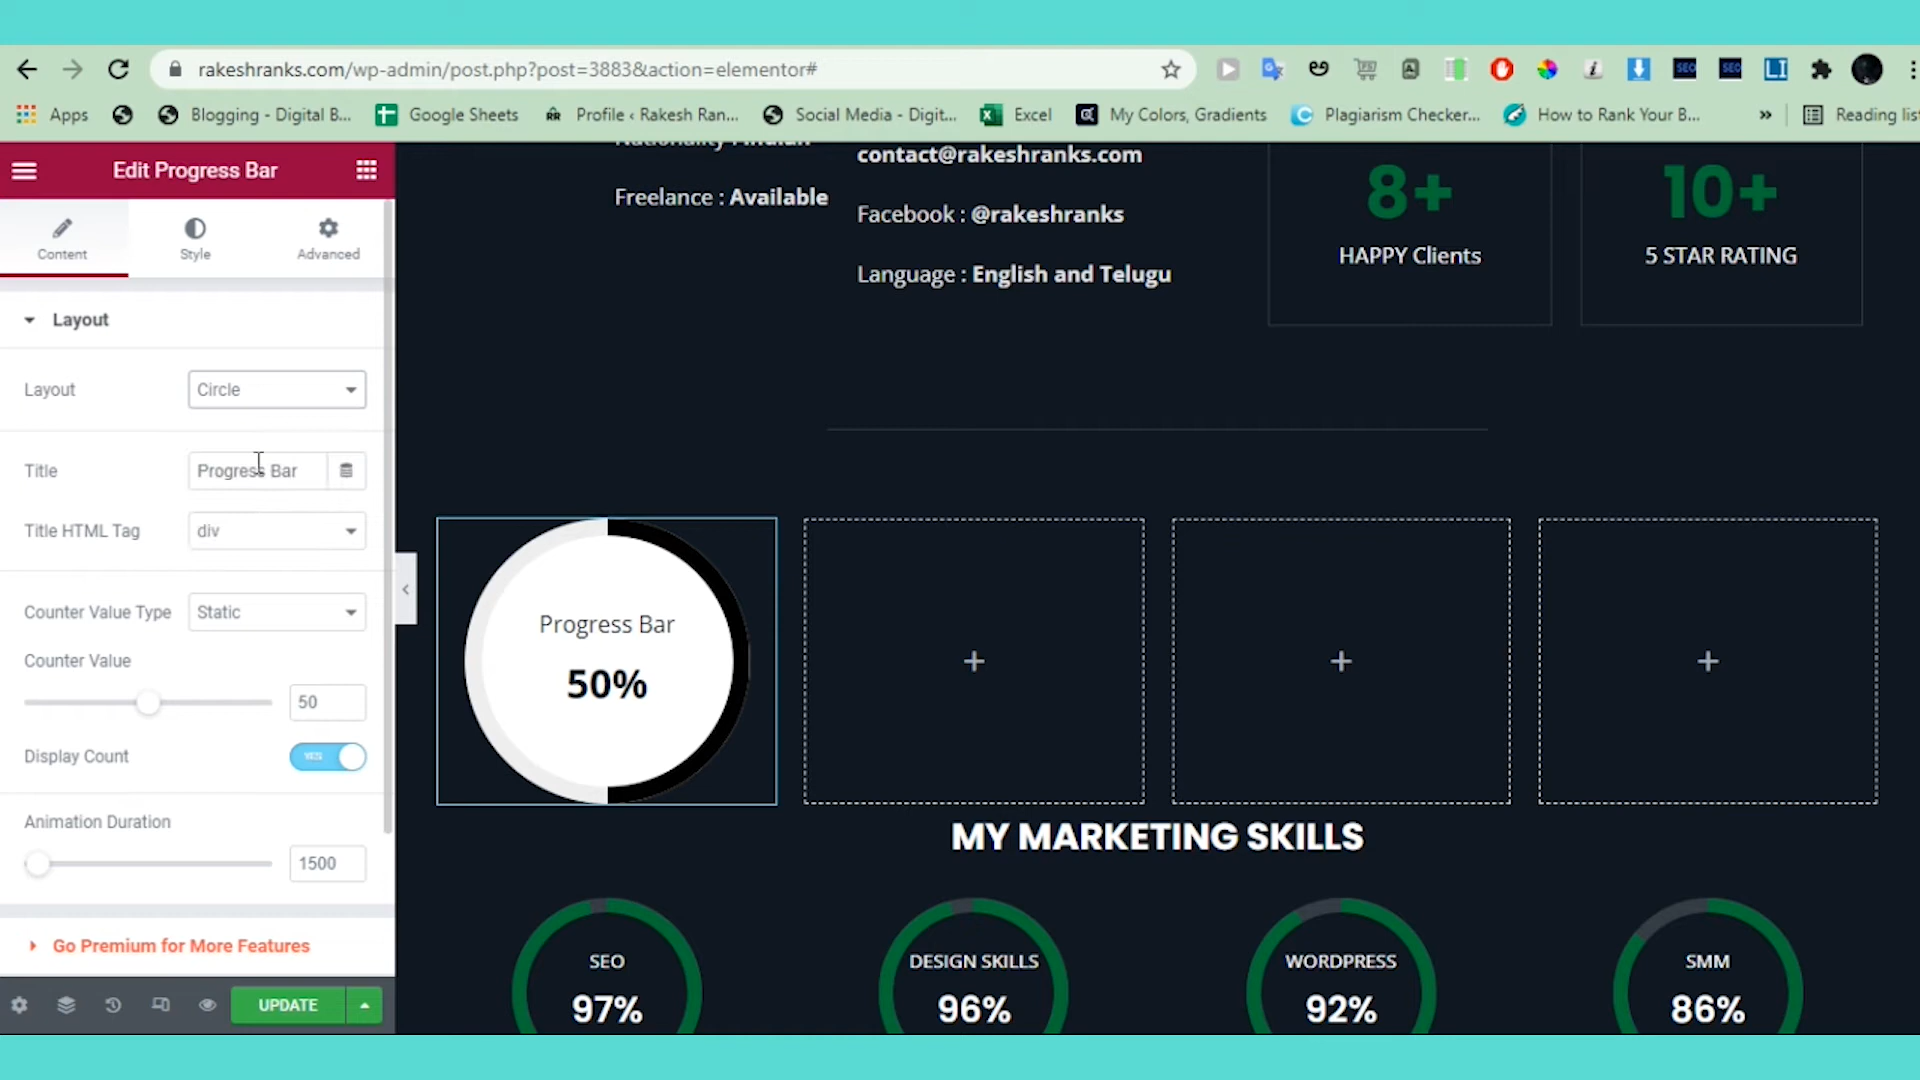 rakeshranks.com/wp-admin/post.php?post=3883&action=elementor#
Apps
Blogging - Digital B...
Google Sheets
Profile ‹ Rakesh Ran...
Social Media - Digit...
Excel
My Colors, Gradients
Plagiarism Checker...
How to Rank Your B...
»
Reading list
Edit Progress Bar
Content
Style
Advanced
Layout
Layout
Circle
Title
Progress Bar
Title HTML Tag
div
Counter Value Type
Static
Counter Value
50
Display Count
YES
Animation Duration
1500
Go Premium for More Features
UPDATE
Nationality : Indian
Freelance : Available
contact@rakeshranks.com
Facebook : @rakeshranks
Language : English and Telugu
8+
HAPPY Clients
10+
5 STAR RATING
Progress Bar
50%
MY MARKETING SKILLS
SEO
97%
DESIGN SKILLS
96%
WORDPRESS
92%
SMM
86%